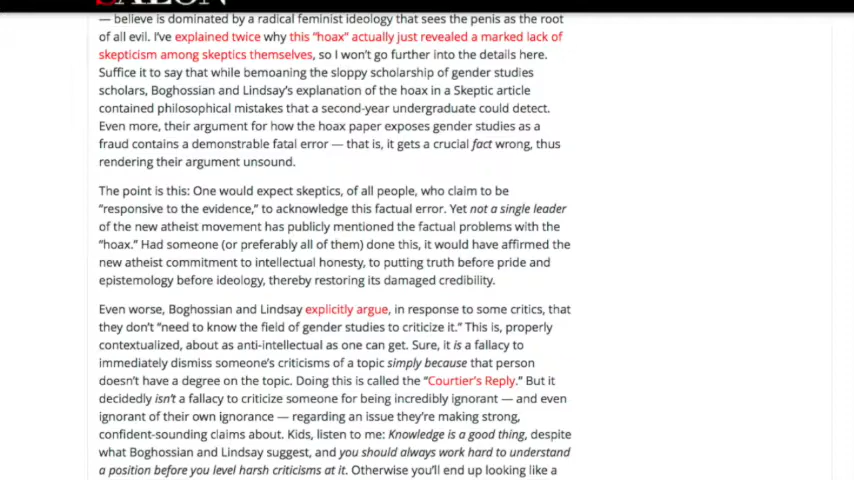 SALON
— believe is dominated by a radical feminist ideology that sees the penis as the root
of all evil. I’ve explained twice why this “hoax” actually just revealed a marked lack of
skepticism among skeptics themselves, so I won’t go further into the details here.
Suffice it to say that while bemoaning the sloppy scholarship of gender studies
scholars, Boghossian and Lindsay’s explanation of the hoax in a Skeptic article
contained philosophical mistakes that a second-year undergraduate could detect.
Even more, their argument for how the hoax paper exposes gender studies as a
fraud contains a demonstrable fatal error — that is, it gets a crucial fact wrong, thus
rendering their argument unsound.
The point is this: One would expect skeptics, of all people, who claim to be
“responsive to the evidence,” to acknowledge this factual error. Yet not a single leader
of the new atheist movement has publicly mentioned the factual problems with the
“hoax.” Had someone (or preferably all of them) done this, it would have affirmed the
new atheist commitment to intellectual honesty, to putting truth before pride and
epistemology before ideology, thereby restoring its damaged credibility.
Even worse, Boghossian and Lindsay explicitly argue, in response to some critics, that
they don’t “need to know the field of gender studies to criticize it.” This is, properly
contextualized, about as anti-intellectual as one can get. Sure, it is a fallacy to
immediately dismiss someone’s criticisms of a topic simply because that person
doesn’t have a degree on the topic. Doing this is called the “Courtier’s Reply.” But it
decidedly isn’t a fallacy to criticize someone for being incredibly ignorant — and even
ignorant of their own ignorance — regarding an issue they’re making strong,
confident-sounding claims about. Kids, listen to me: Knowledge is a good thing, despite
what Boghossian and Lindsay suggest, and you should always work hard to understand
a position before you level harsh criticisms at it. Otherwise you’ll end up looking like a